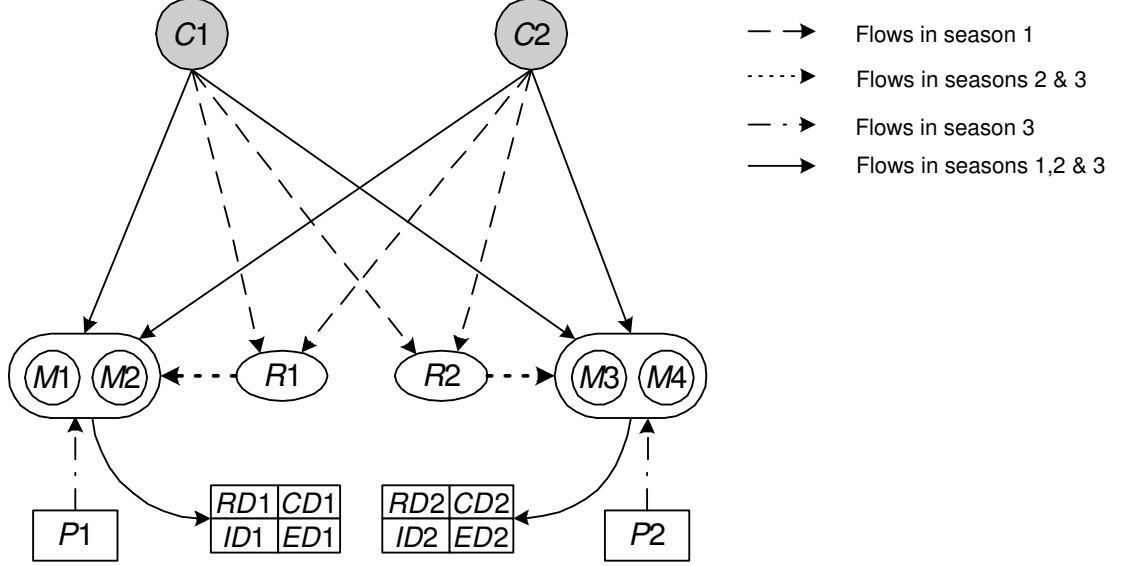 C1 C2
Flows in season 1
Flows in seasons 2 & 3
Flows in season 3
Flows in seasons 1,2 & 3
M1 M2 R1 R2 M3 M4
RD1 CD1 RD2 CD2
P1 ID1 ED1 ID2 ED2 P2